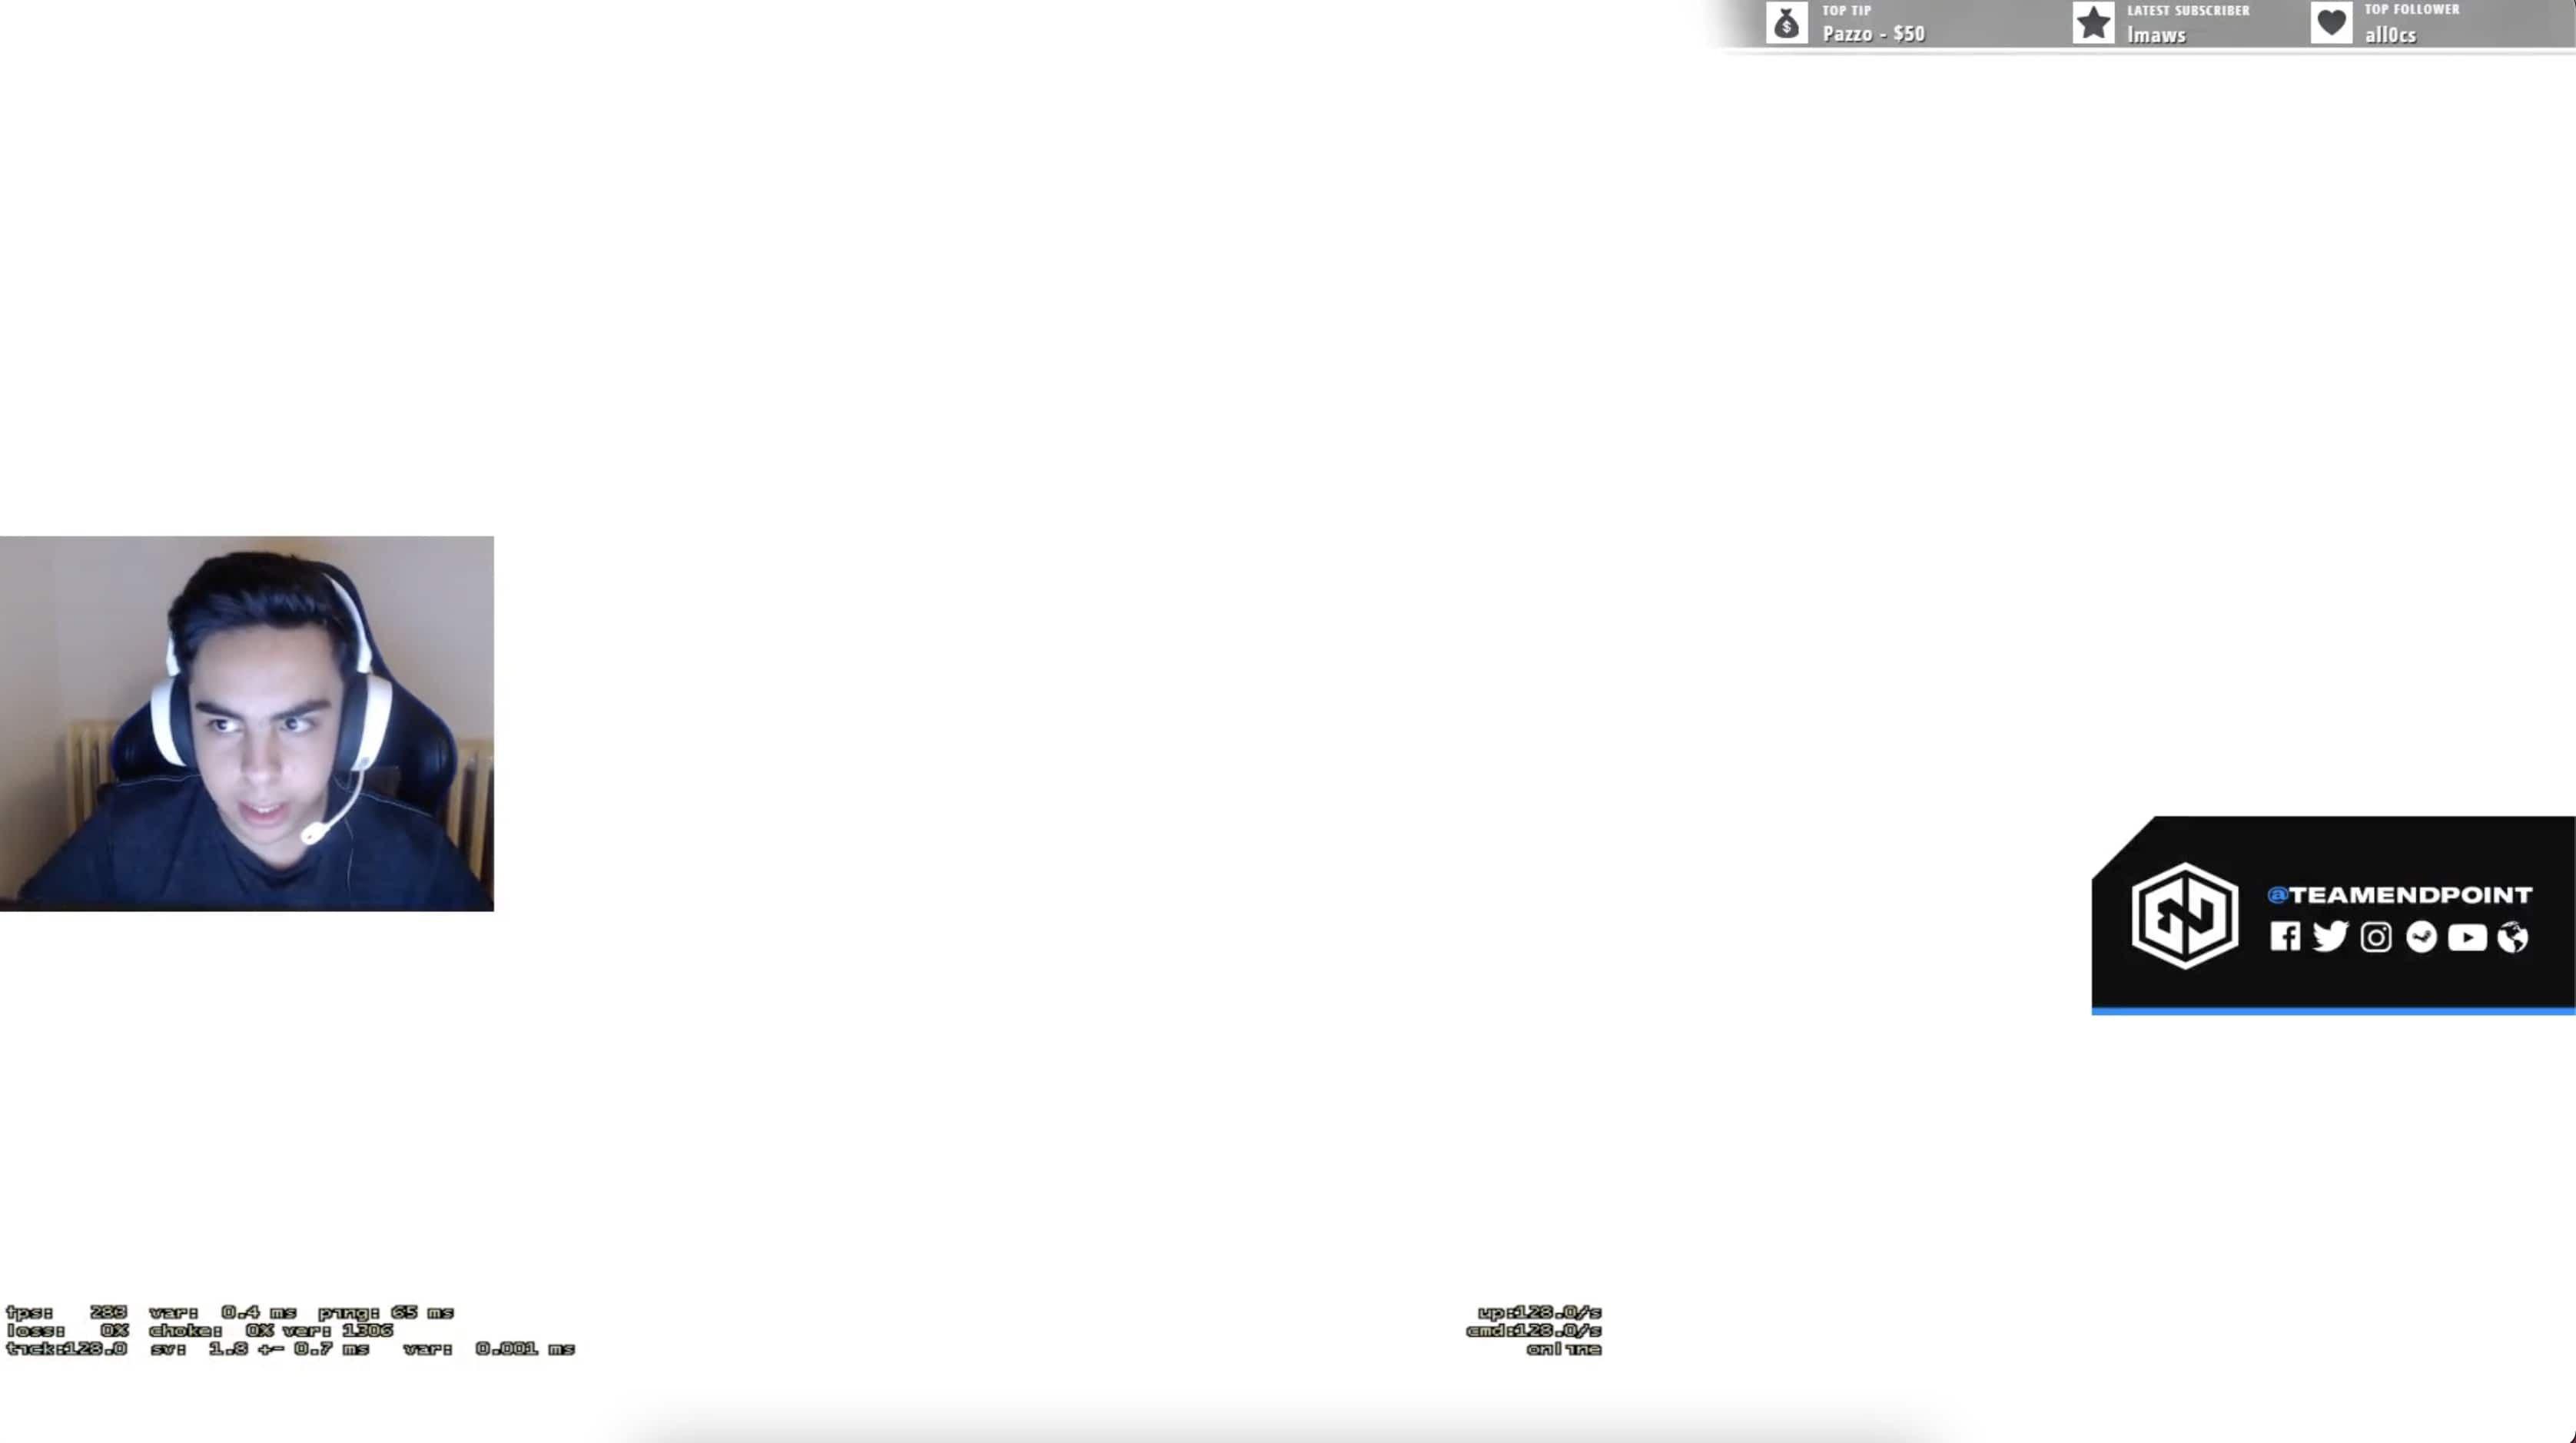 TOP TIP
Pazzo - $50
LATEST SUBSCRIBER
lmaws
TOP FOLLOWER
all0cs
@TEAMENDPOINT
fps: 283 var: 0.4 ms ping: 65 ms
loss: 0% choke: 0% ver: 1306
tick:128.0 sv: 1.8 +- 0.7 ms var: 0.001 ms
up:128.0/s
cmd:128.0/s
online